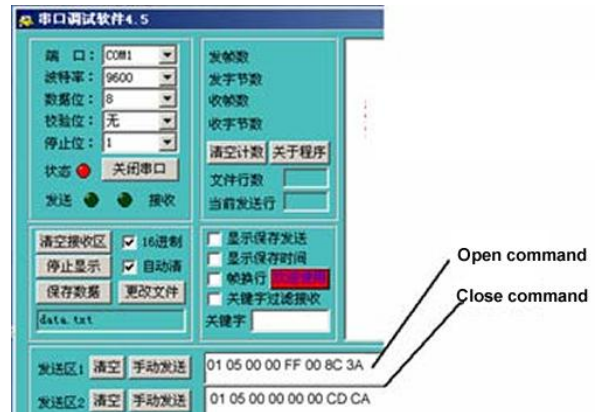 串口调试软件4.5
端 口: COM1
波特率: 9600
数据位: 8
校验位: 无
停止位: 1
状态 关闭串口
发送 接收
发帧数
发字节数
收帧数
收字节数
清空计数 关于程序
文件行数
当前发送行
清空接收区 16进制
停止显示 自动清
保存数据 更改文件
data.txt
显示保存发送
显示保存时间
帧换行
关键字过滤接收
关键字
Open command
Close command
发送区1 清空 手动发送 01 05 00 00 FF 00 8C 3A
发送区2 清空 手动发送 01 05 00 00 00 00 CD CA